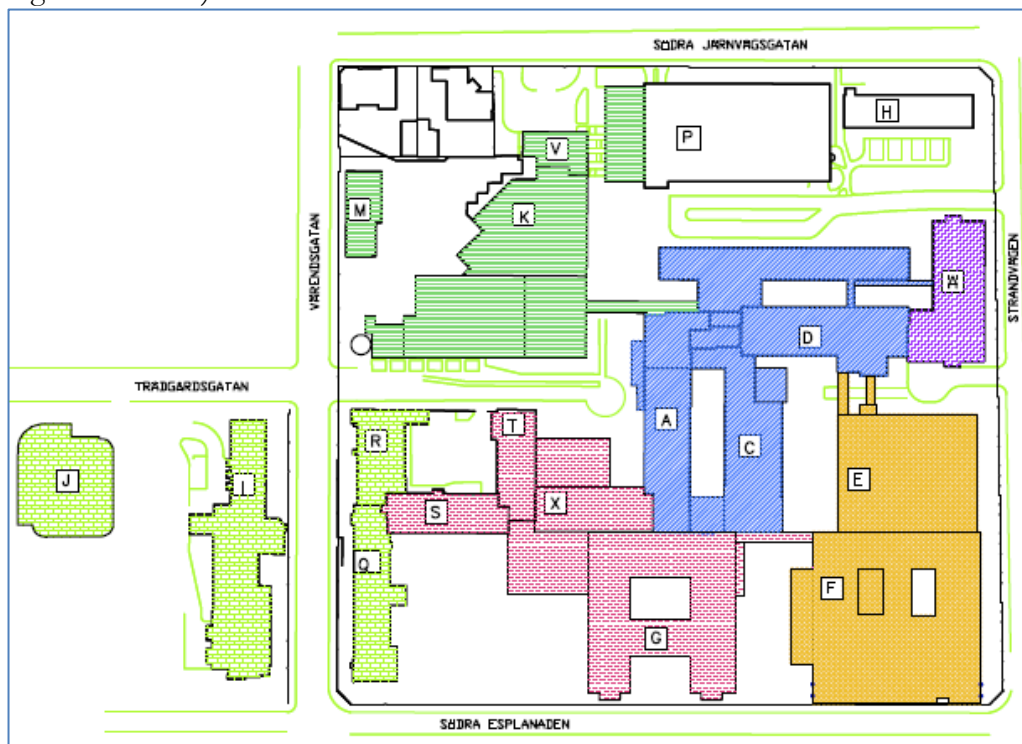 SÖDRA JÄRNVÄGSGATAN
H
P
V
K
M
VÄRENDSGATAN
STRANDVÄGEN
D
TRÄDGÅRDSGATAN
A
T
R
C
J
I
E
X
S
Q
F
G
SÖDRA ESPLANADEN